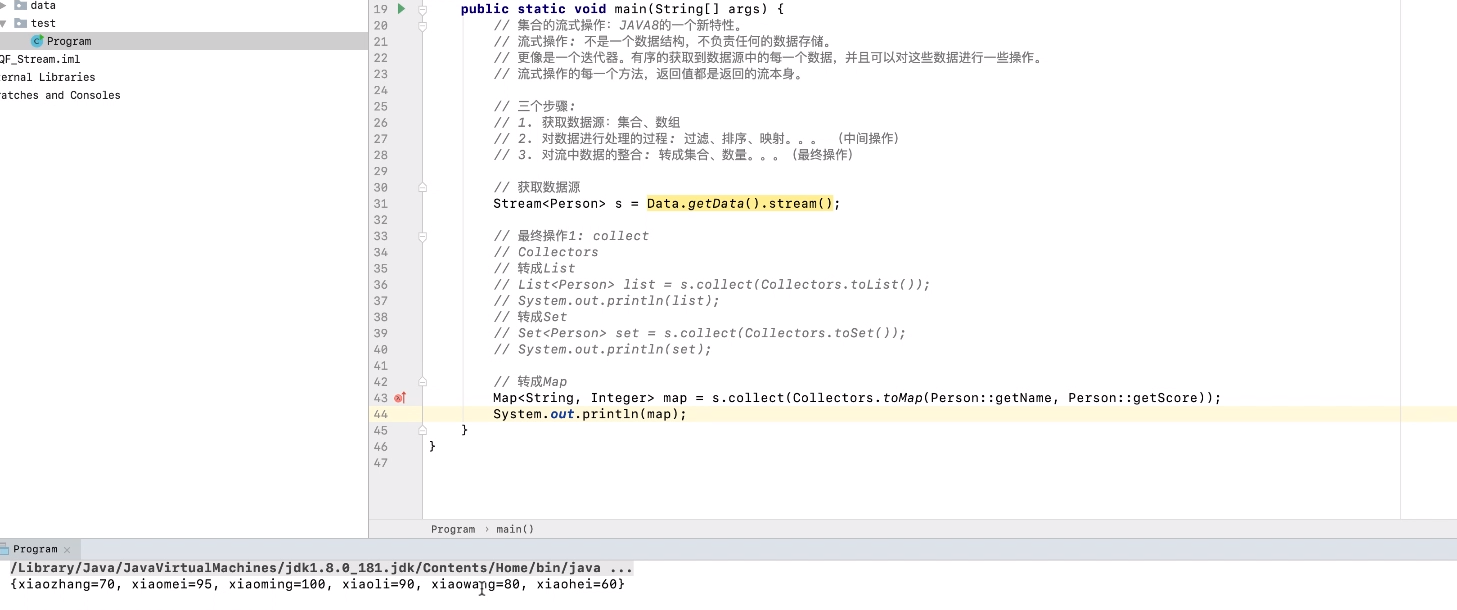 data
test
Program
QF_Stream.iml
ernal Libraries
ratches and Consoles
19 public static void main(String[] args) {
20 // 集合的流式操作：JAVA8的一个新特性。
21 // 流式操作: 不是一个数据结构，不负责任何的数据存储。
22 // 更像是一个迭代器。有序的获取到数据源中的每一个数据，并且可以对这些数据进行一些操作。
23 // 流式操作的每一个方法，返回值都是返回的流本身。
24
25 // 三个步骤:
26 // 1. 获取数据源：集合、数组
27 // 2. 对数据进行处理的过程: 过滤、排序、映射。。。 （中间操作）
28 // 3. 对流中数据的整合: 转成集合、数量。。。（最终操作）
29
30 // 获取数据源
31 Stream<Person> s = Data.getData().stream();
32
33 // 最终操作1: collect
34 // Collectors
35 // 转成List
36 // List<Person> list = s.collect(Collectors.toList());
37 // System.out.println(list);
38 // 转成Set
39 // Set<Person> set = s.collect(Collectors.toSet());
40 // System.out.println(set);
41
42 // 转成Map
43 Map<String, Integer> map = s.collect(Collectors.toMap(Person::getName, Person::getScore));
44 System.out.println(map);
45 }
46 }
47
Program › main()
Program ×
/Library/Java/JavaVirtualMachines/jdk1.8.0_181.jdk/Contents/Home/bin/java ...
{xiaozhang=70, xiaomei=95, xiaoming=100, xiaoli=90, xiaowang=80, xiaohei=60}